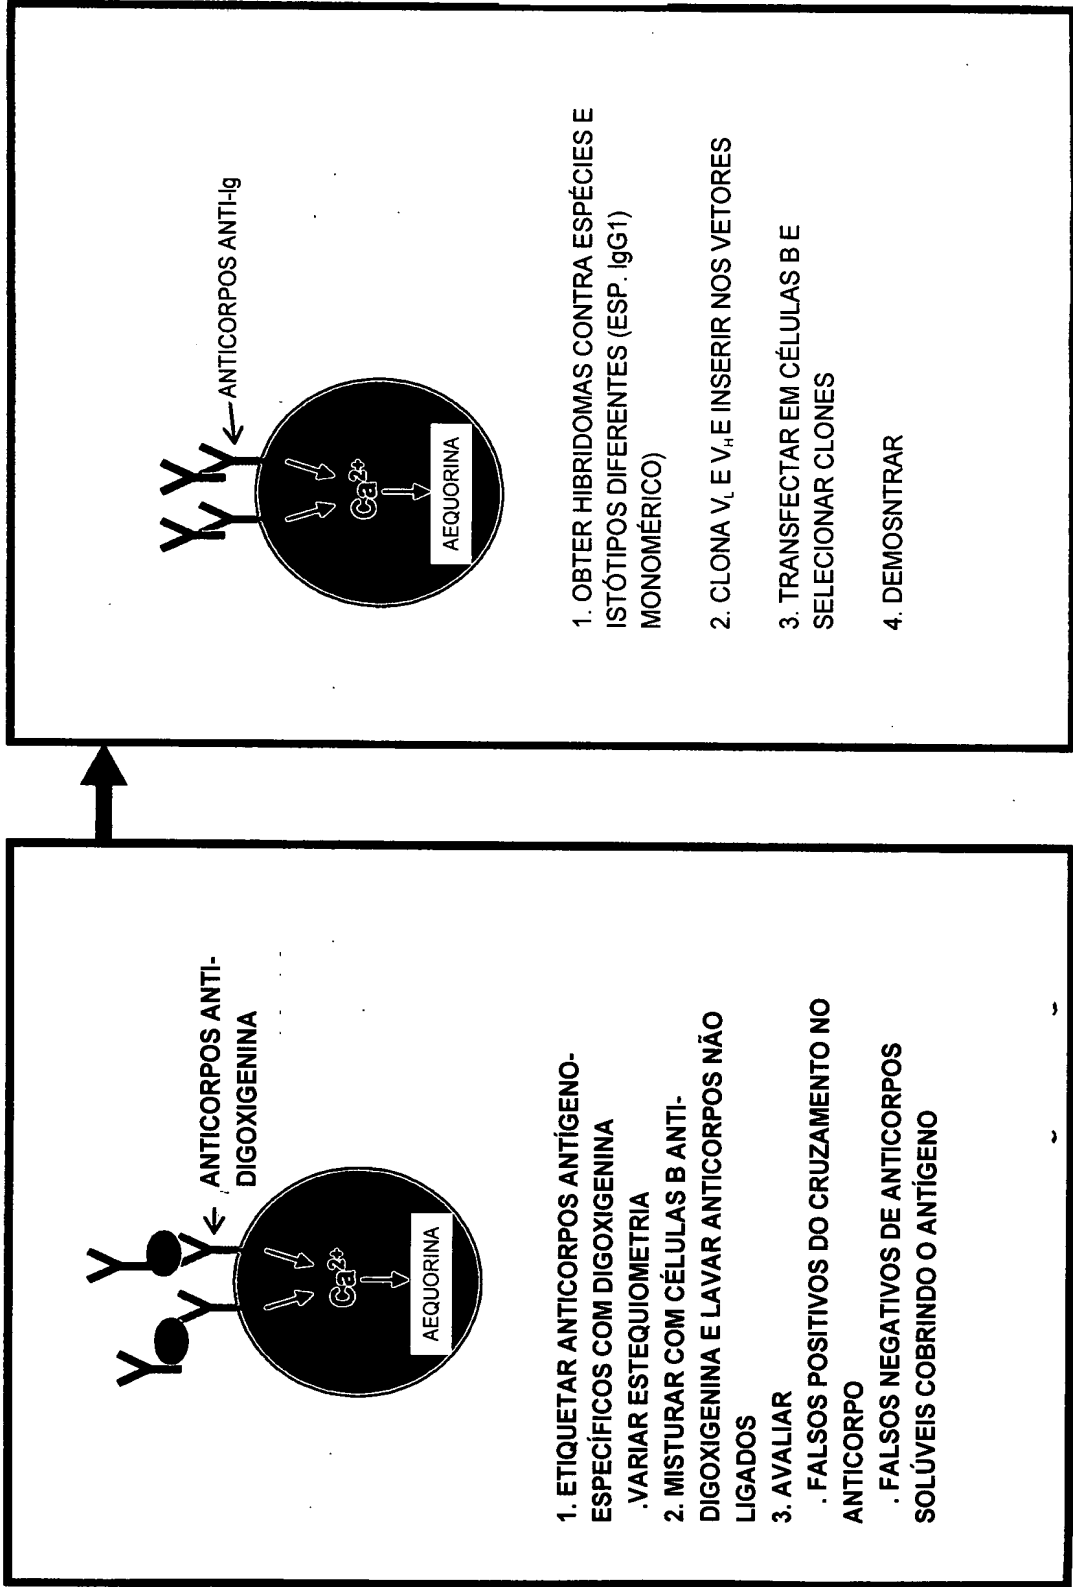 ANTICORPOS ANTI-
DIGOXIGENINA
Ca2+
AEQUORINA
1. ETIQUETAR ANTICORPOS ANTÍGENO-
ESPECÍFICOS COM DIGOXIGENINA
.VARIAR ESTEQUIOMETRIA
2. MISTURAR COM CÉLULAS B ANTI-
DIGOXIGENINA E LAVAR ANTICORPOS NÃO
LIGADOS
3. AVALIAR
. FALSOS POSITIVOS DO CRUZAMENTO NO
ANTICORPO
. FALSOS NEGATIVOS DE ANTICORPOS
SOLÚVEIS COBRINDO O ANTÍGENO
ANTICORPOS ANTI-Ig
Ca2+
AEQUORINA
1. OBTER HIBRIDOMAS CONTRA ESPÉCIES E
ISTÓTIPOS DIFERENTES (ESP. IgG1)
MONOMÉRICO)
2. CLONA VL E VH E INSERIR NOS VETORES
3. TRANSFECTAR EM CÉLULAS B E
SELECIONAR CLONES
4. DEMOSNTRAR